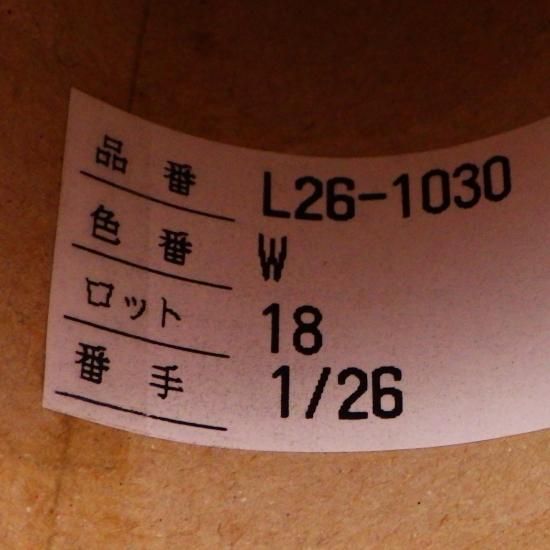 品番 L26-1030
色番 W
ロット 18
番手 1/26